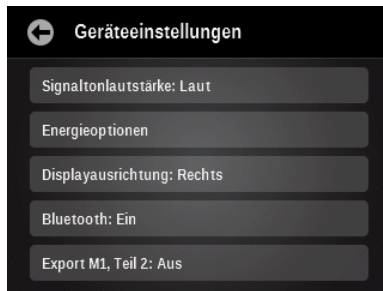 Geräteeinstellungen
Signaltonlautstärke: Laut
Energieoptionen
Displayausrichtung: Rechts
Bluetooth: Ein
Export M1, Teil 2: Aus